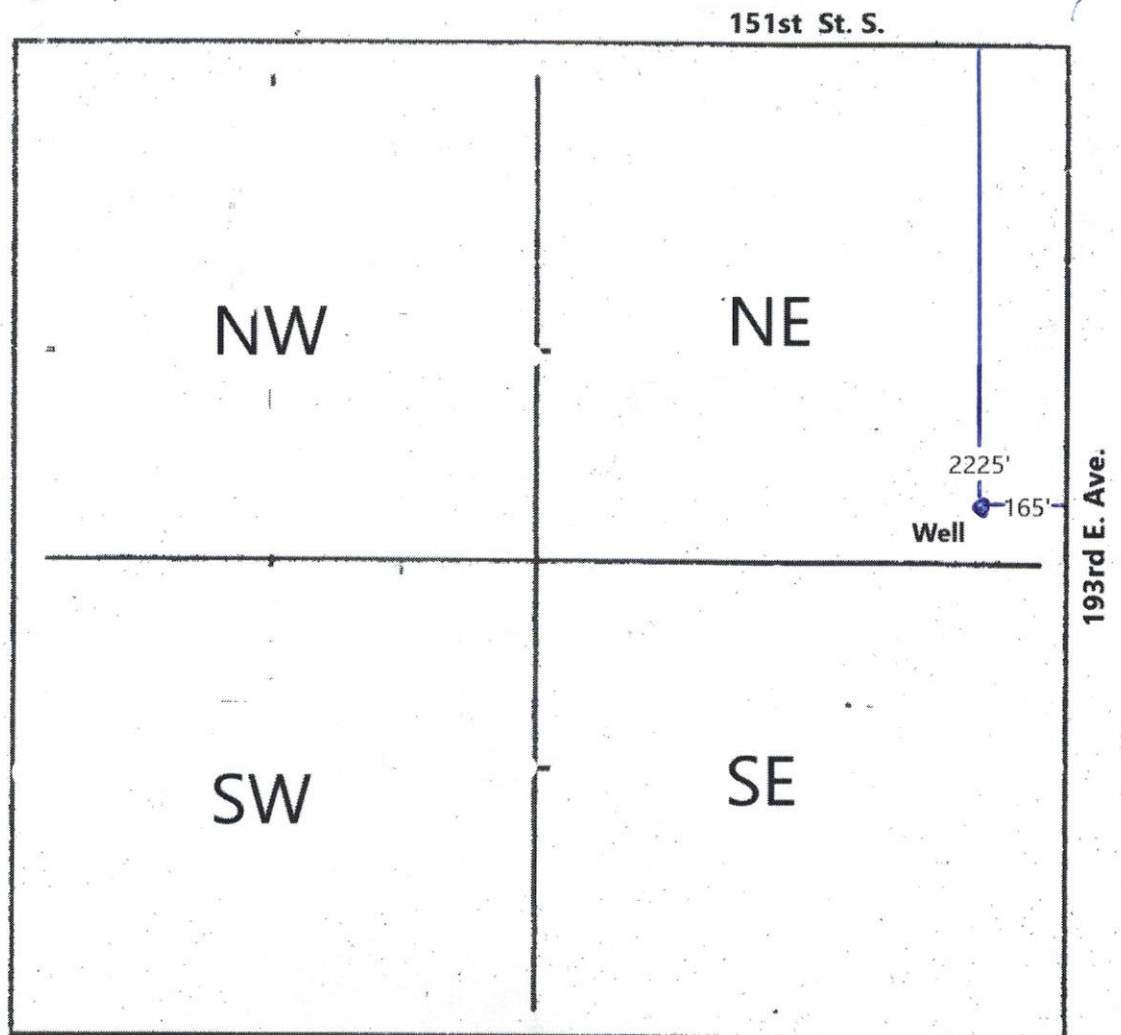 151st St. S.
NW
NE
2225'
165'
Well
193rd E. Ave.
SW
SE